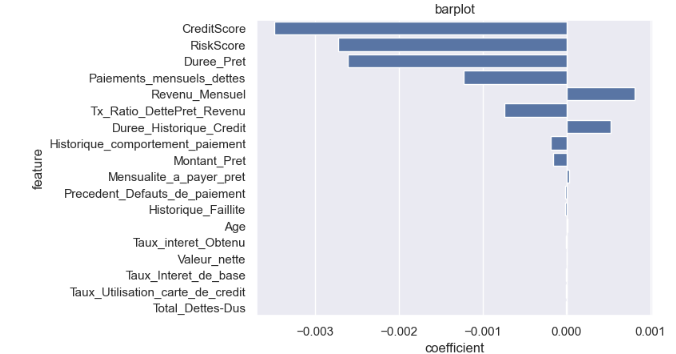 barplot
CreditScore
RiskScore
Duree_Pret
Paiements_mensuels_dettes
Revenu_Mensuel
Tx_Ratio_DettePret_Revenu
Duree_Historique_Credit
Historique_comportement_paiement
Montant_Pret
Mensualite_a_payer_pret
Precedent_Defauts_de_paiement
Historique_Faillite
Age
Taux_interet_Obtenu
Valeur_nette
Taux_Interet_de_base
Taux_Utilisation_carte_de_credit
Total_Dettes-Dus
feature
−0.003 −0.002 −0.001 0.000 0.001
coefficient